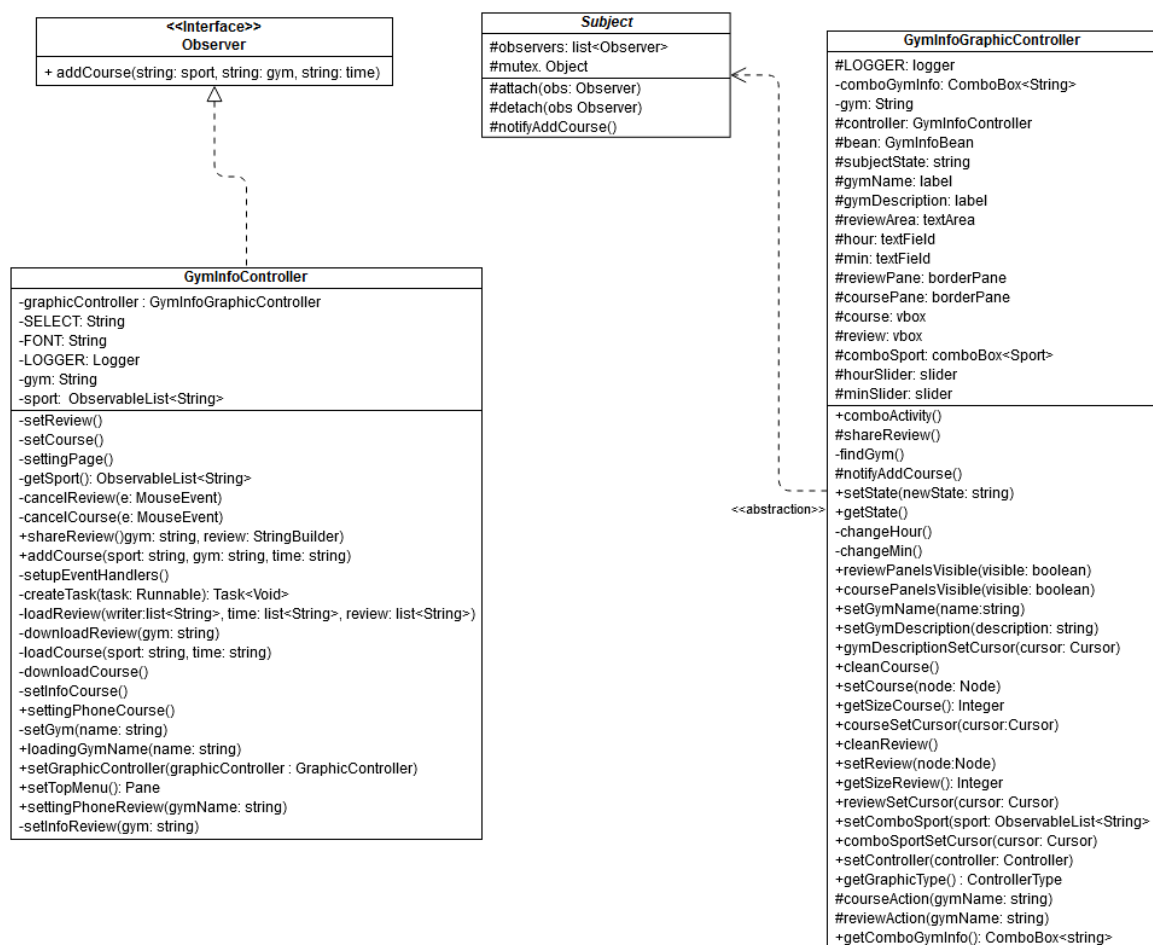 <<Interface>>
Observer
+ addCourse(string: sport, string: gym, string: time)
Subject
#observers: list<Observer>
#mutex. Object
#attach(obs: Observer)
#detach(obs Observer)
#notifyAddCourse()
GymInfoController
-graphicController : GymInfoGraphicController
-SELECT: String
-FONT: String
-LOGGER: Logger
-gym: String
-sport:  ObservableList<String>
-setReview()
-setCourse()
-settingPage()
-getSport(): ObservableList<String>
-cancelReview(e: MouseEvent)
-cancelCourse(e: MouseEvent)
+shareReview()gym: string, review: StringBuilder)
+addCourse(sport: string, gym: string, time: string)
-setupEventHandlers()
-createTask(task: Runnable): Task<Void>
-loadReview(writer:list<String>, time: list<String>, review: list<String>)
-downloadReview(gym: string)
-loadCourse(sport: string, time: string)
-downloadCourse()
-setInfoCourse()
+settingPhoneCourse()
-setGym(name: string)
+loadingGymName(name: string)
+setGraphicController(graphicController : GraphicController)
+setTopMenu(): Pane
+settingPhoneReview(gymName: string)
-setInfoReview(gym: string)
<<abstraction>>
GymInfoGraphicController
#LOGGER: logger
-comboGymInfo: ComboBox<String>
-gym: String
#controller: GymInfoController
#bean: GymInfoBean
#subjectState: string
#gymName: label
#gymDescription: label
#reviewArea: textArea
#hour: textField
#min: textField
#reviewPane: borderPane
#coursePane: borderPane
#course: vbox
#review: vbox
#comboSport: comboBox<Sport>
#hourSlider: slider
#minSlider: slider
+comboActivity()
#shareReview()
-findGym()
#notifyAddCourse()
+setState(newState: string)
+getState()
-changeHour()
-changeMin()
+reviewPanelsVisible(visible: boolean)
+coursePanelsVisible(visible: boolean)
+setGymName(name:string)
+setGymDescription(description: string)
+gymDescriptionSetCursor(cursor: Cursor)
+cleanCourse()
+setCourse(node: Node)
+getSizeCourse(): Integer
+courseSetCursor(cursor:Cursor)
+cleanReview()
+setReview(node:Node)
+getSizeReview(): Integer
+reviewSetCursor(cursor: Cursor)
+setComboSport(sport: ObservableList<String>
+comboSportSetCursor(cursor: Cursor)
+setController(controller: Controller)
+getGraphicType() : ControllerType
#courseAction(gymName: string)
#reviewAction(gymName: string)
+getComboGymInfo(): ComboBox<string>